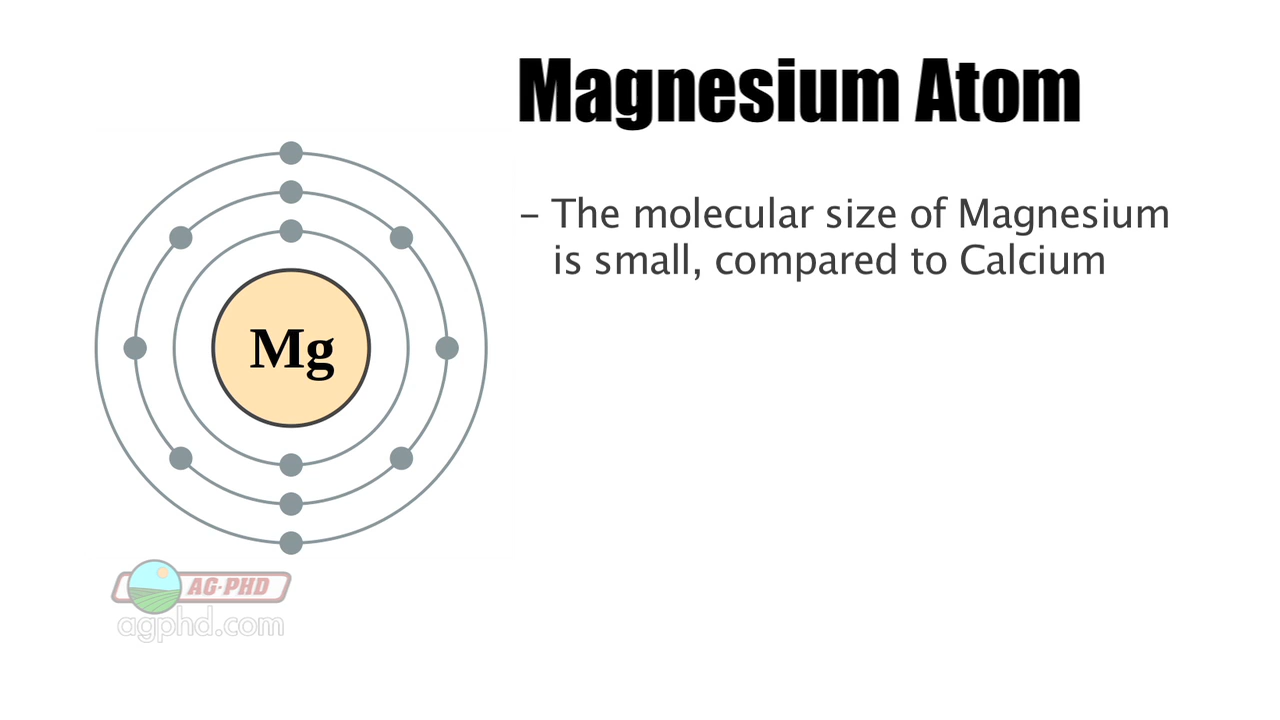 Magnesium Atom
– The molecular size of Magnesium
is small, compared to Calcium
Mg
AG·PHD
agphd.com